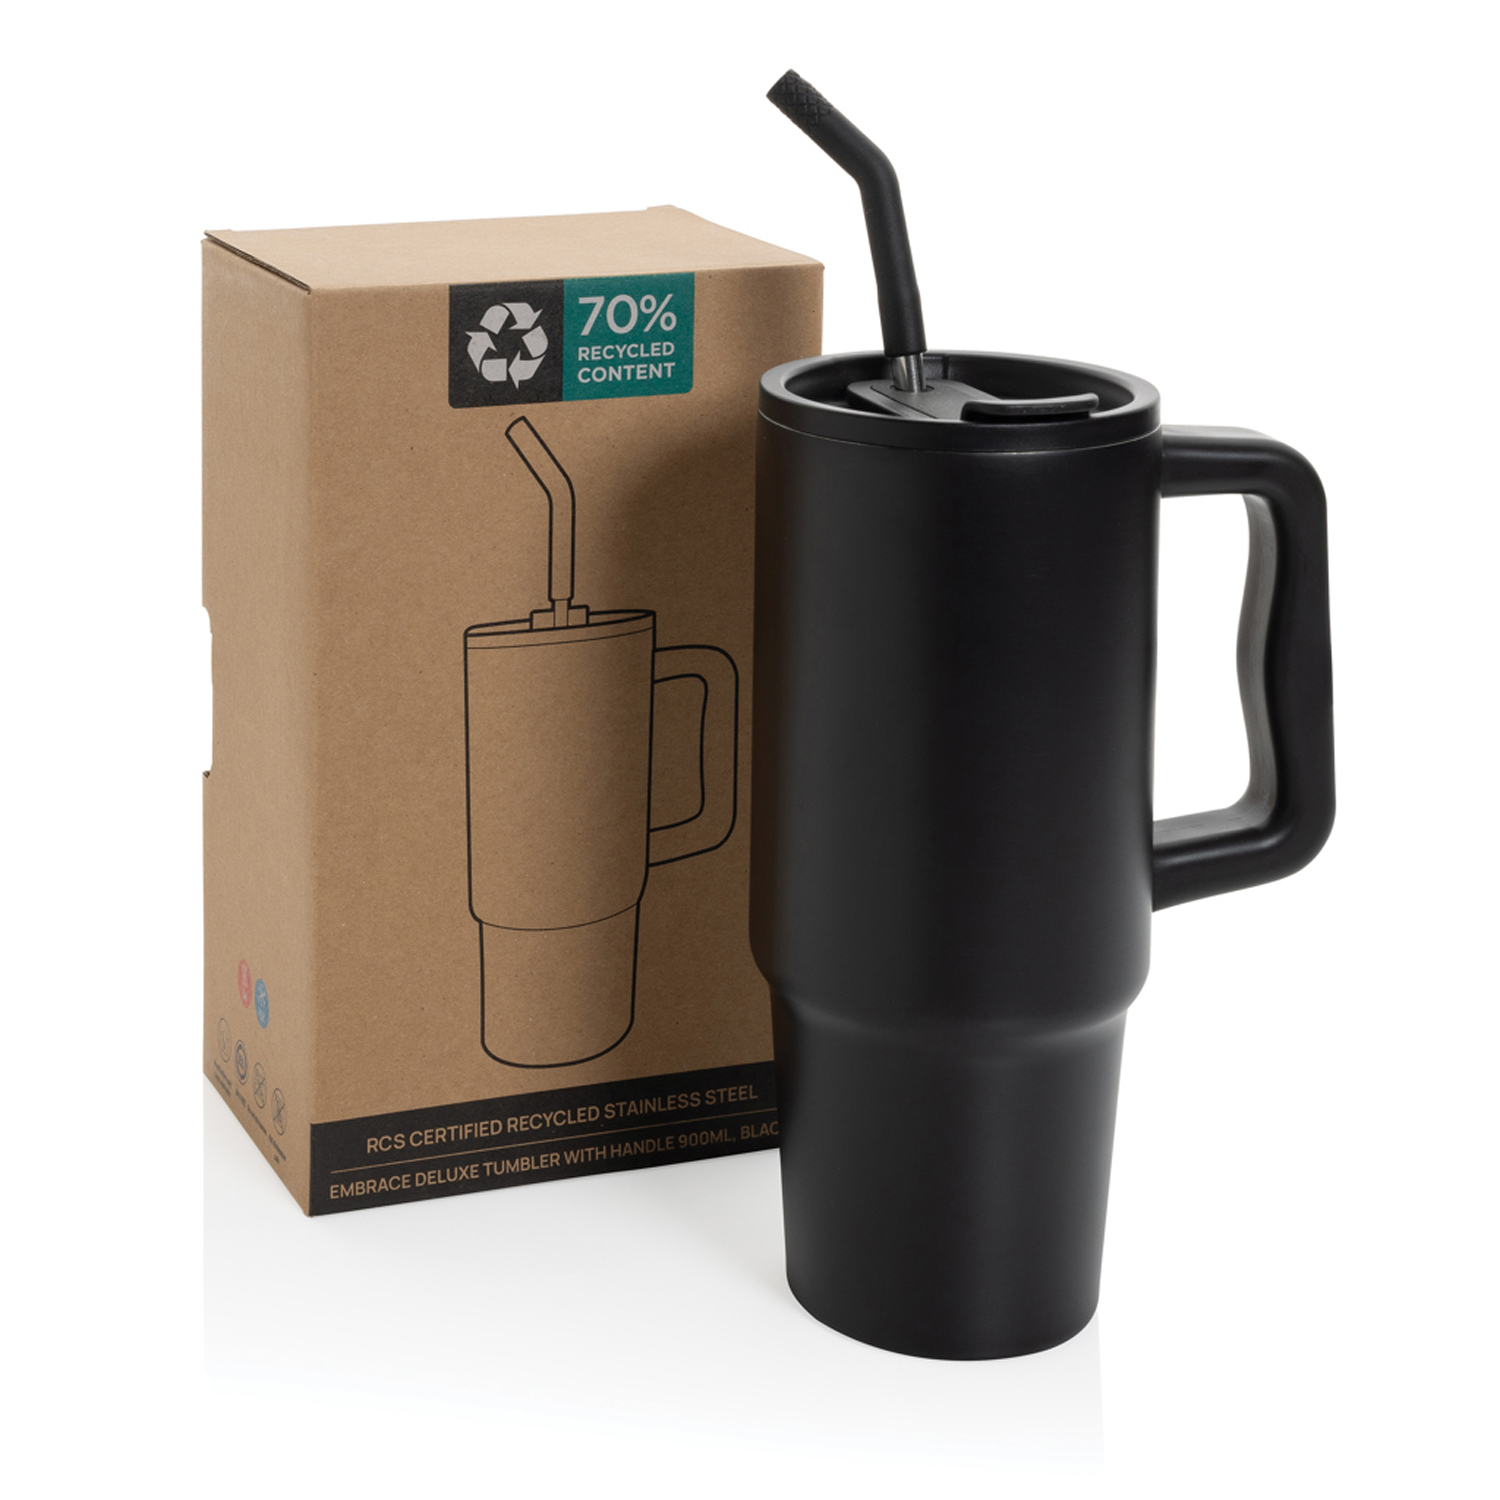 70%
RECYCLED
CONTENT
RCS CERTIFIED RECYCLED STAINLESS STEEL
EMBRACE DELUXE TUMBLER WITH HANDLE 900ML, BLAC